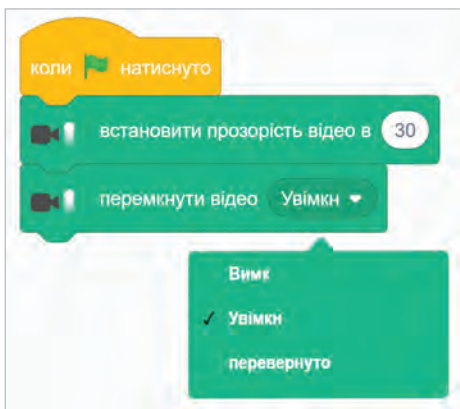 коли натиснуто
встановити прозорість відео в 30
перемкнути відео Увімкн
Вимк
✓ Увімкн
перевернуто